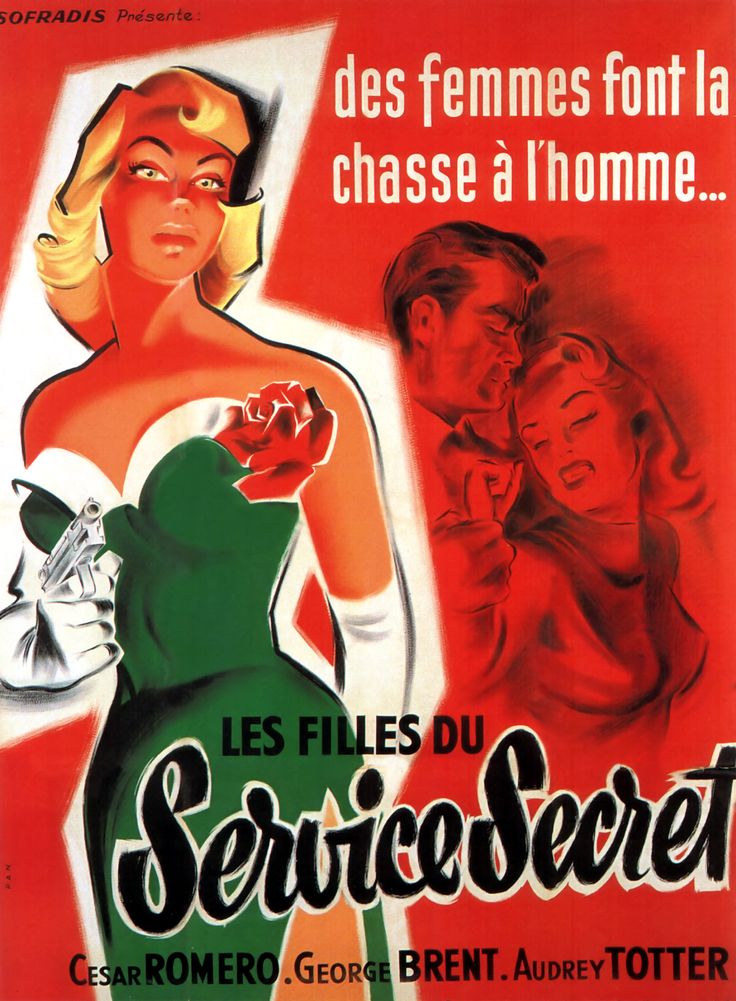 SOFRADIS Présente:
des femmes font la
chasse à l'homme...
LES FILLES DU
Service Secret
CESAR ROMERO. GEORGE BRENT. AUDREY TOTTER
P.A.N.